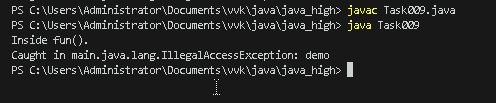 PS C:\Users\Administrator\Documents\vvk\java\java_high> javac Task009.java
PS C:\Users\Administrator\Documents\vvk\java\java_high> java Task009
Inside fun().
Caught in main.java.lang.IllegalAccessException: demo
PS C:\Users\Administrator\Documents\vvk\java\java_high>